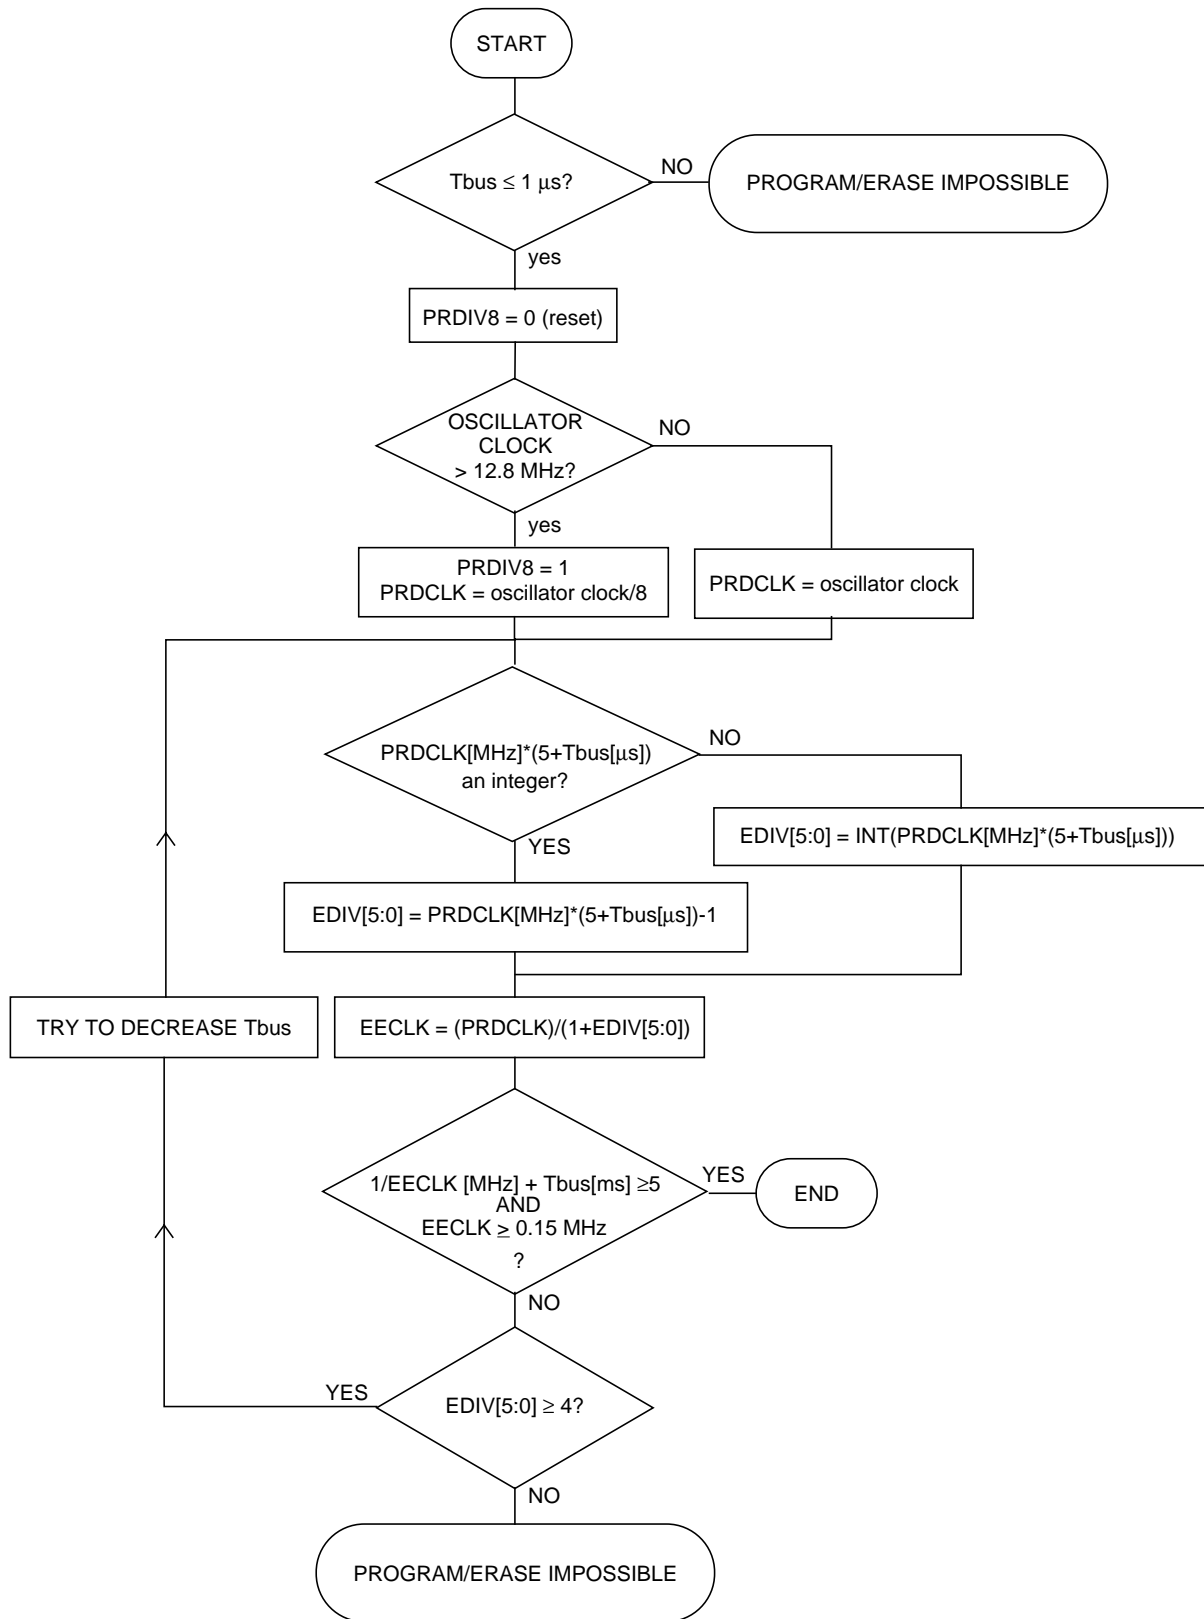 START
Tbus ≤ 1 μs?
NO
PROGRAM/ERASE IMPOSSIBLE
yes
PRDIV8 = 0 (reset)
OSCILLATOR
CLOCK
> 12.8 MHz?
NO
yes
PRDIV8 = 1
PRDCLK = oscillator clock/8
PRDCLK = oscillator clock
PRDCLK[MHz]*(5+Tbus[μs])
an integer?
NO
YES
EDIV[5:0] = INT(PRDCLK[MHz]*(5+Tbus[μs]))
EDIV[5:0] = PRDCLK[MHz]*(5+Tbus[μs])-1
TRY TO DECREASE Tbus
EECLK = (PRDCLK)/(1+EDIV[5:0])
1/EECLK [MHz] + Tbus[ms] ≥5
AND
EECLK ≥ 0.15 MHz
?
YES
END
NO
EDIV[5:0] ≥ 4?
YES
NO
PROGRAM/ERASE IMPOSSIBLE